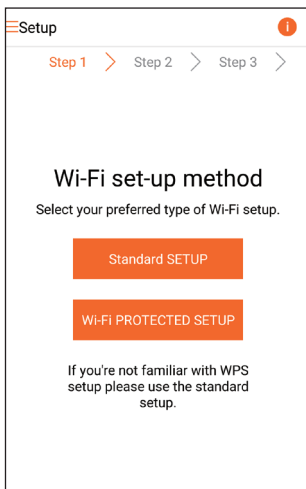 Setup i
Step 1 Step 2 Step 3
Wi-Fi set-up method
Select your preferred type of Wi-Fi setup.
Standard SETUP
Wi-Fi PROTECTED SETUP
If you're not familiar with WPS
setup please use the standard
setup.